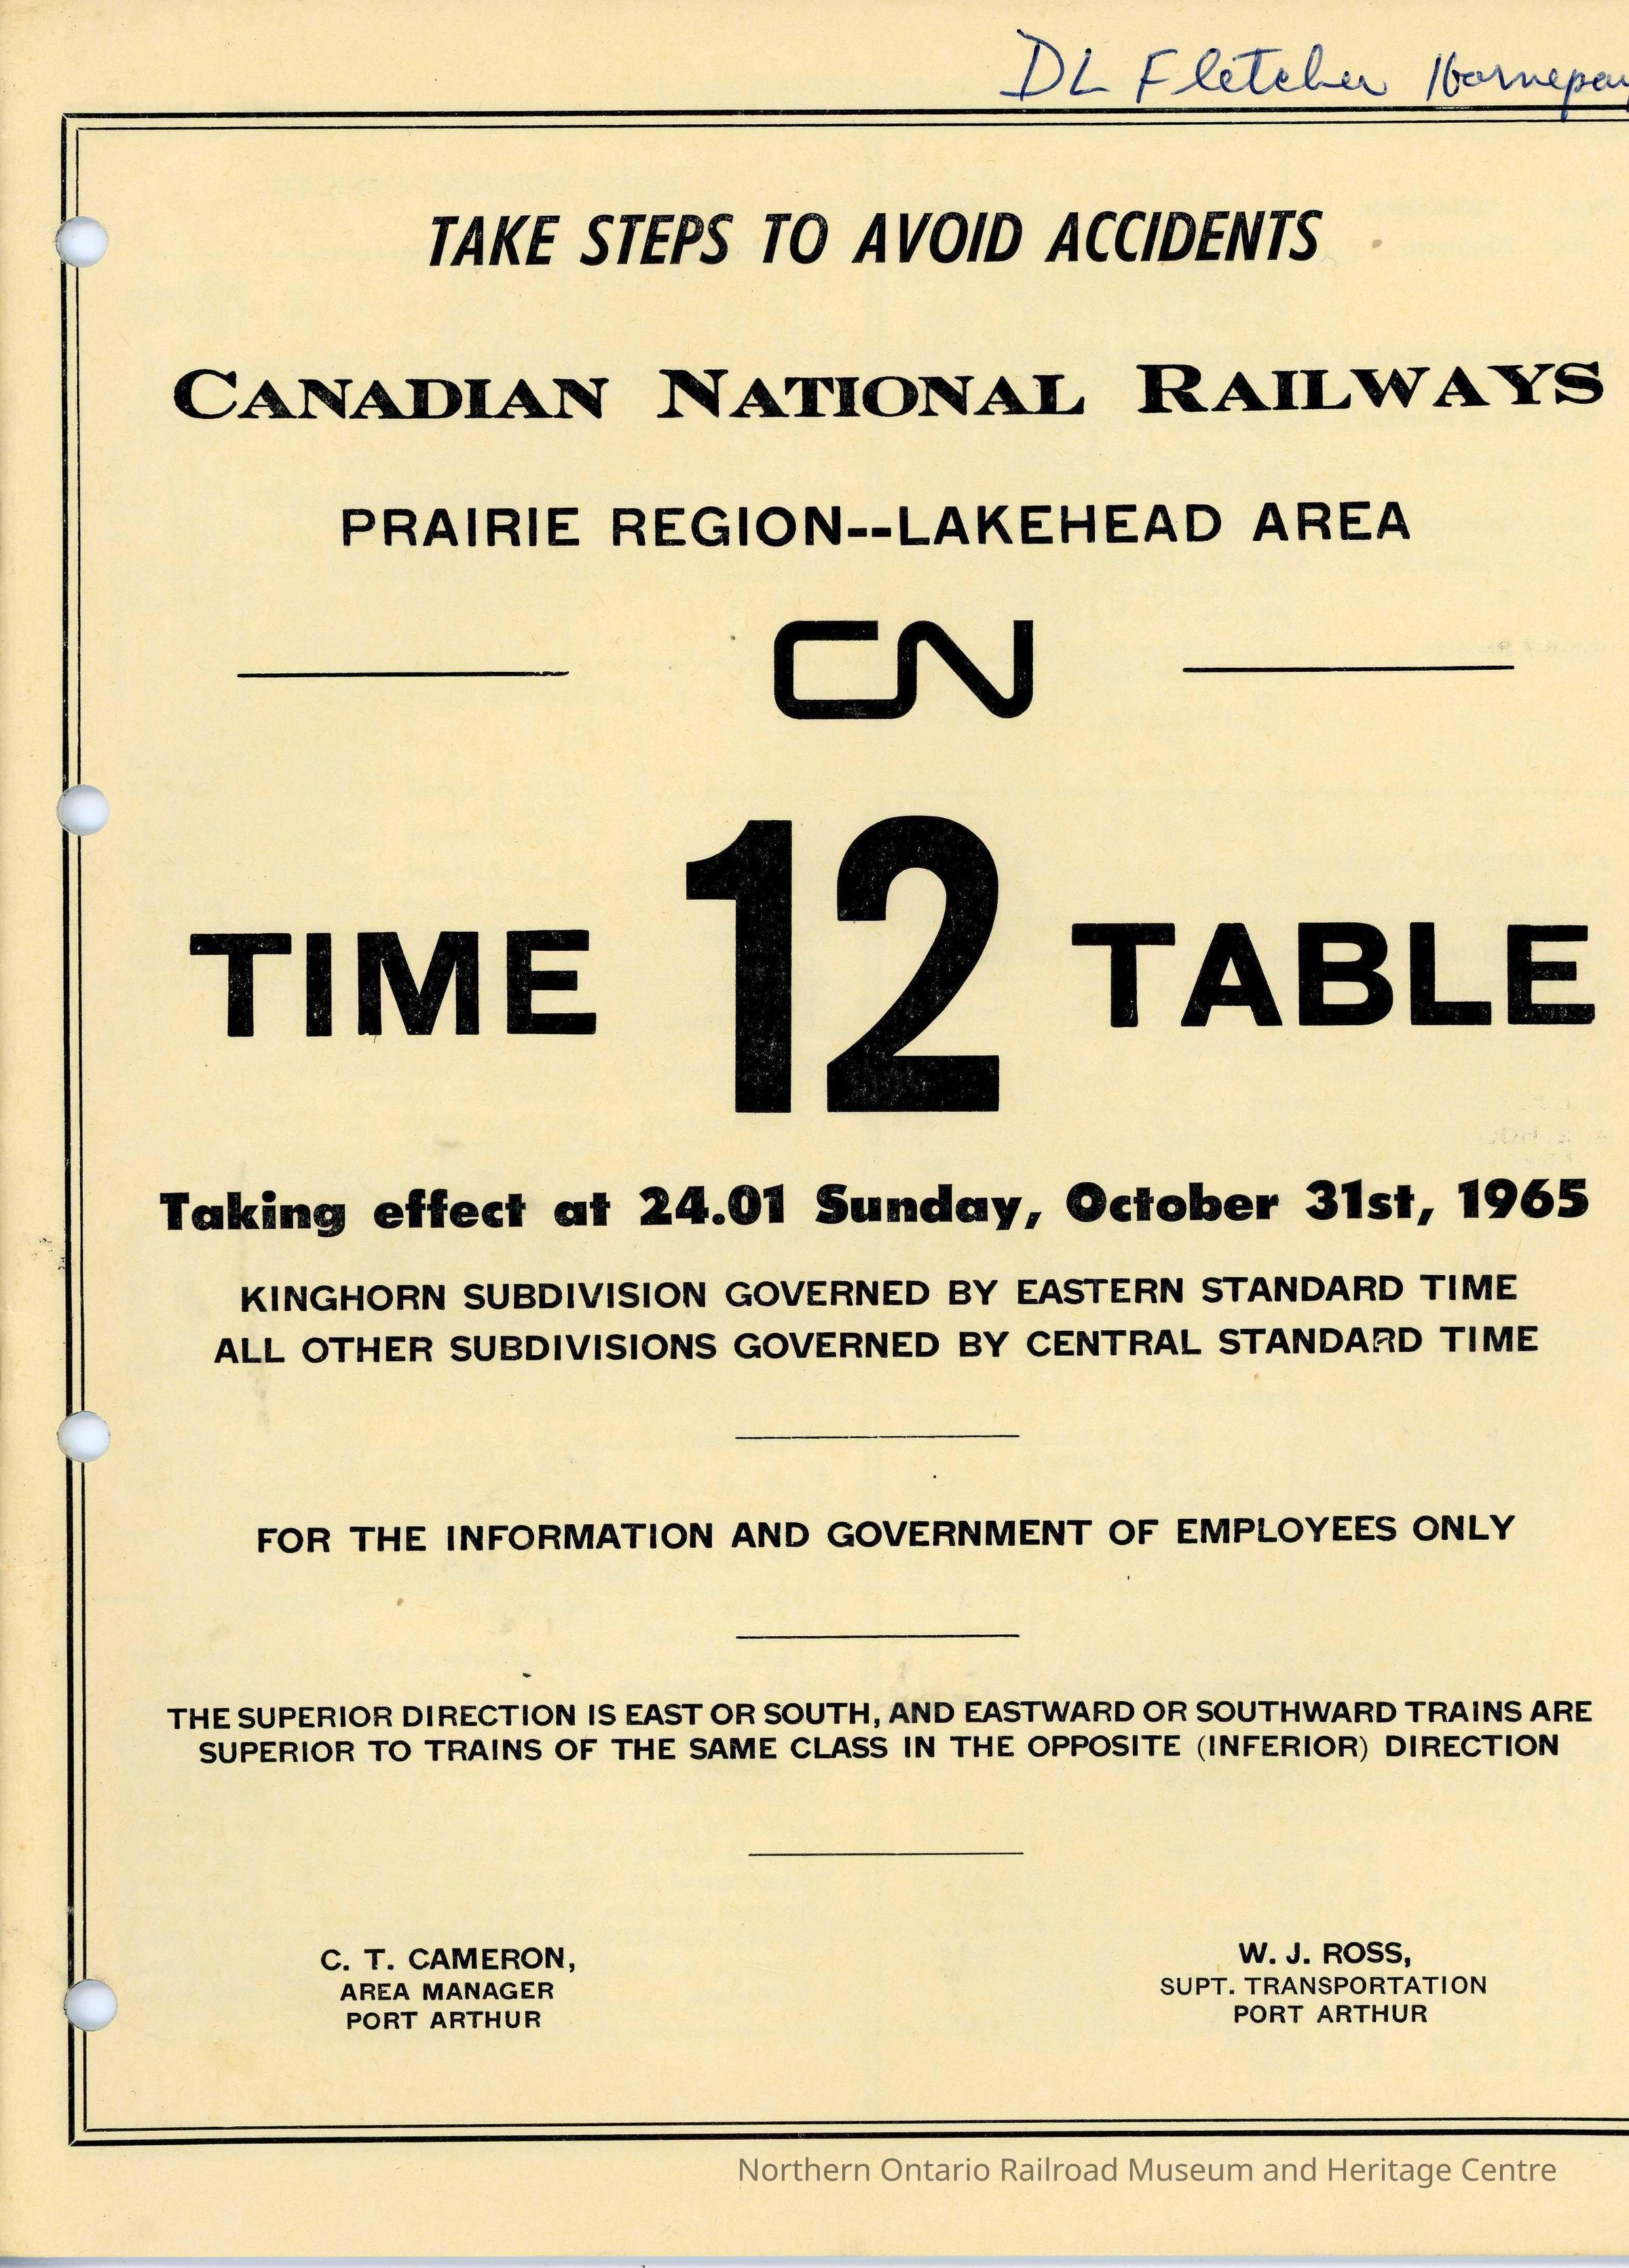 DL Fletcher
TAKE STEPS TO AVOID ACCIDENTS
CANADIAN NATIONAL RAILWAYS
PRAIRIE REGION--LAKEHEAD AREA
CN
TIME 12 TABLE
Taking effect at 24.01 Sunday, October 31st, 1965
KINGHORN SUBDIVISION GOVERNED BY EASTERN STANDARD TIME
ALL OTHER SUBDIVISIONS GOVERNED BY CENTRAL STANDARD TIME
FOR THE INFORMATION AND GOVERNMENT OF EMPLOYEES ONLY
THE SUPERIOR DIRECTION IS EAST OR SOUTH, AND EASTWARD OR SOUTHWARD TRAINS ARE
SUPERIOR TO TRAINS OF THE SAME CLASS IN THE OPPOSITE (INFERIOR) DIRECTION
C. T. CAMERON,
AREA MANAGER
PORT ARTHUR
W. J. ROSS,
SUPT. TRANSPORTATION
PORT ARTHUR
Northern Ontario Railroad Museum and Heritage Centre